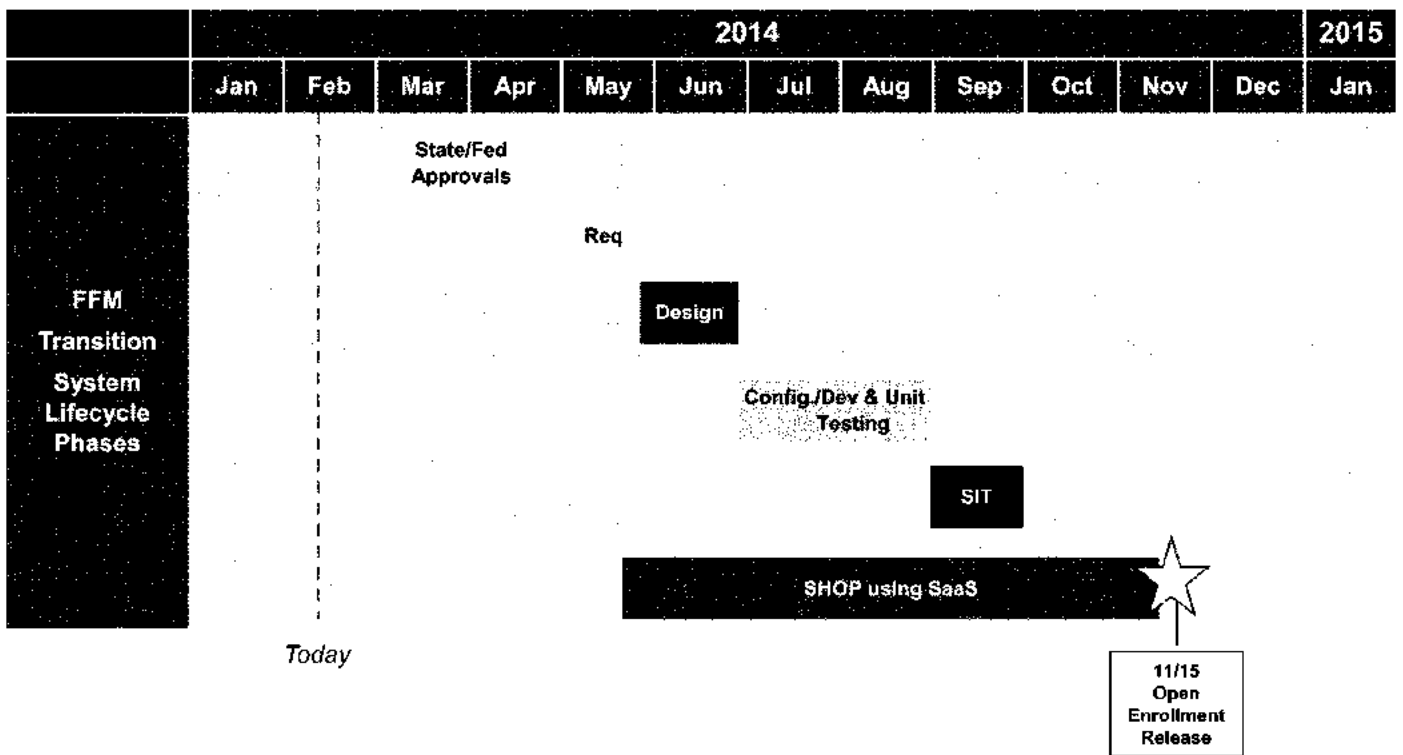 2014 2015
Jan Feb Mar Apr May Jun Jul Aug Sep Oct Nov Dec Jan
FFM
Transition
System
Lifecycle
Phases
State/Fed
Approvals
Req
Design
Config./Dev & Unit
Testing
SIT
SHOP using SaaS
Today
11/15
Open
Enrollment
Release